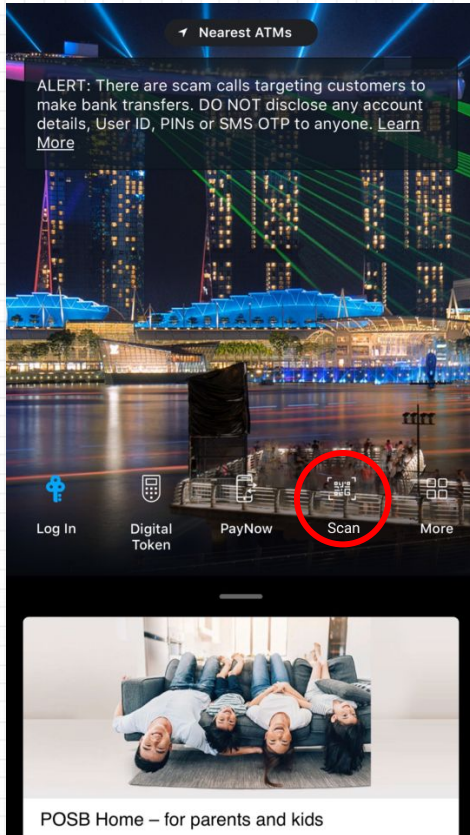 Nearest ATMs
ALERT: There are scam calls targeting customers to
make bank transfers. DO NOT disclose any account
details, User ID, PINs or SMS OTP to anyone. Learn
More
Log In
Digital
Token
PayNow
Scan
More
POSB Home – for parents and kids